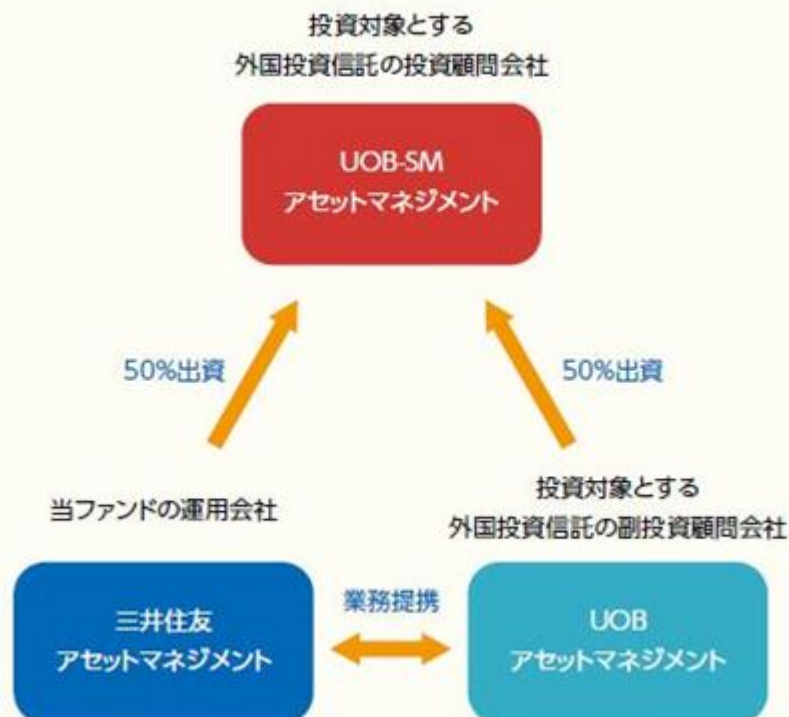 投資対象とする
外国投資信託の投資顧問会社
UOB-SM
アセットマネジメント
50%出資
50%出資
当ファンドの運用会社
投資対象とする
外国投資信託の副投資顧問会社
三井住友
アセットマネジメント
業務提携
UOB
アセットマネジメント